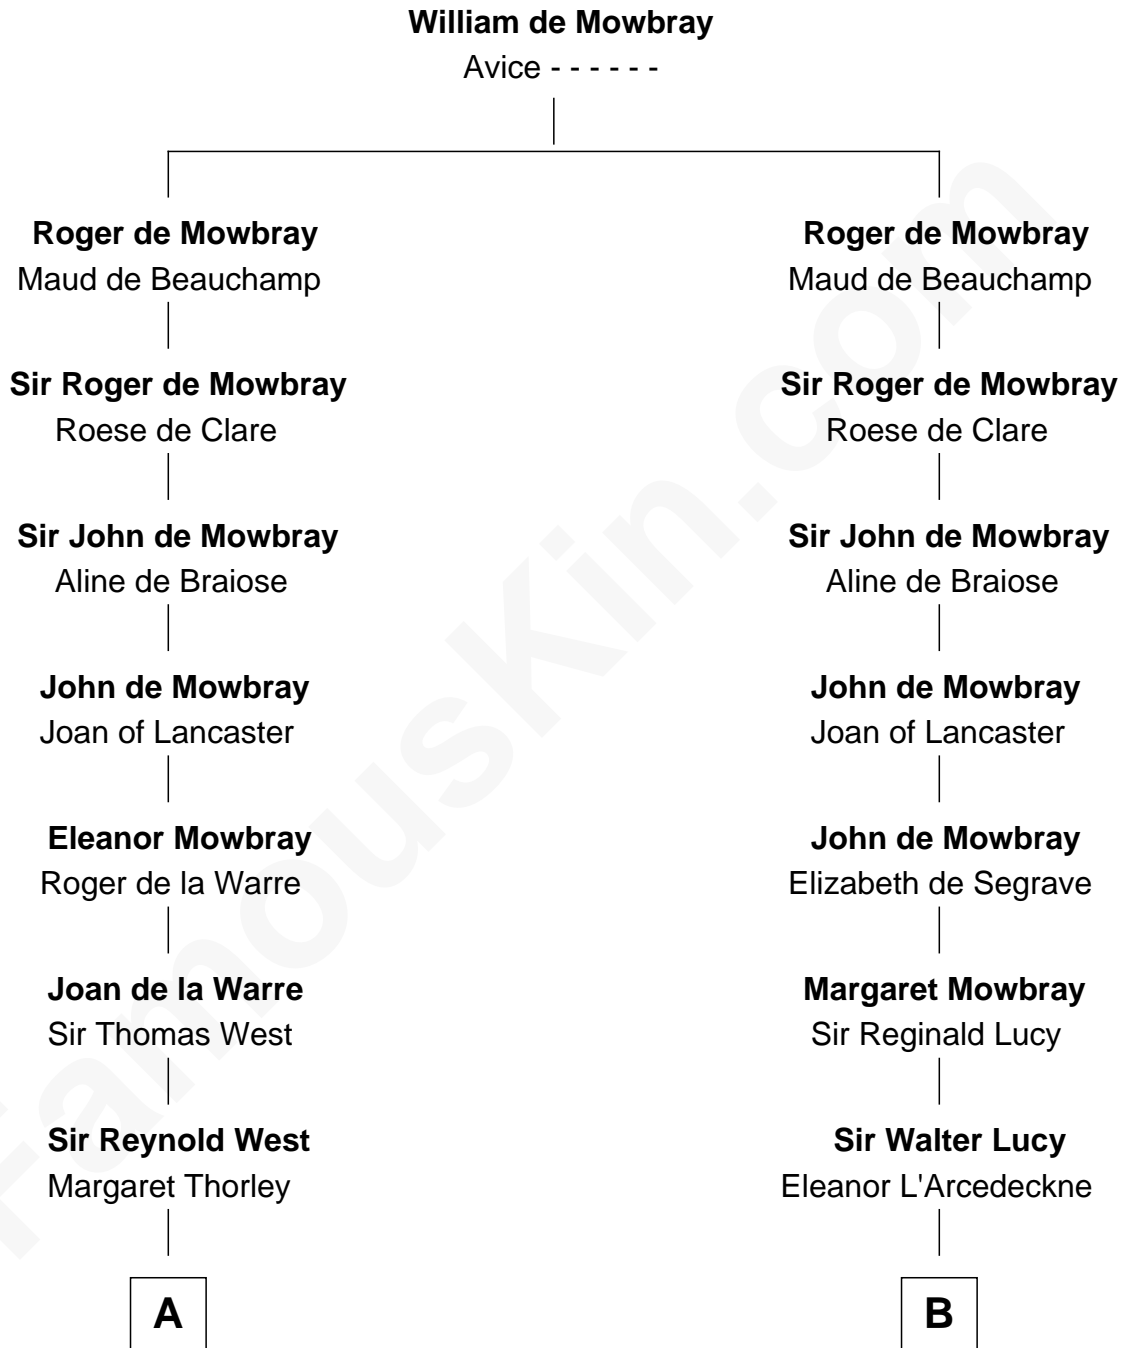 William de Mowbray
Avice - - - - - -
Roger de Mowbray
Maud de Beauchamp
Roger de Mowbray
Maud de Beauchamp
Sir Roger de Mowbray
Roese de Clare
Sir Roger de Mowbray
Roese de Clare
Sir John de Mowbray
Aline de Braiose
Sir John de Mowbray
Aline de Braiose
John de Mowbray
Joan of Lancaster
John de Mowbray
Joan of Lancaster
Eleanor Mowbray
Roger de la Warre
John de Mowbray
Elizabeth de Segrave
Joan de la Warre
Sir Thomas West
Margaret Mowbray
Sir Reginald Lucy
Sir Reynold West
Margaret Thorley
Sir Walter Lucy
Eleanor L'Arcedeckne
A
B
FamousKin.com